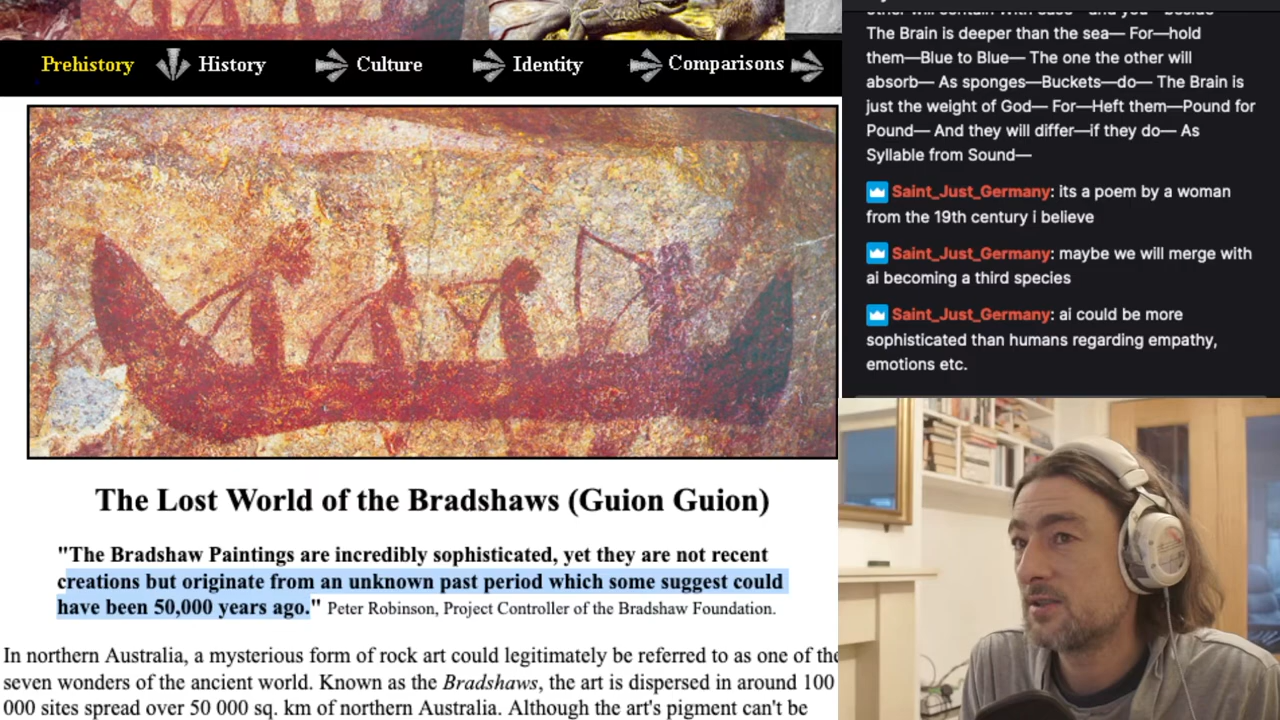 Prehistory History Culture Identity Comparisons
The Lost World of the Bradshaws (Guion Guion)
"The Bradshaw Paintings are incredibly sophisticated, yet they are not recent
creations but originate from an unknown past period which some suggest could
have been 50,000 years ago." Peter Robinson, Project Controller of the Bradshaw Foundation.
In northern Australia, a mysterious form of rock art could legitimately be referred to as one of the
seven wonders of the ancient world. Known as the Bradshaws, the art is dispersed in around 100
000 sites spread over 50 000 sq. km of northern Australia. Although the art's pigment can't be
The Brain is deeper than the sea— For—hold
them—Blue to Blue— The one the other will
absorb— As sponges—Buckets—do— The Brain is
just the weight of God— For—Heft them—Pound for
Pound— And they will differ—if they do— As
Syllable from Sound—
Saint_Just_Germany: its a poem by a woman
from the 19th century i believe
Saint_Just_Germany: maybe we will merge with
ai becoming a third species
Saint_Just_Germany: ai could be more
sophisticated than humans regarding empathy,
emotions etc.